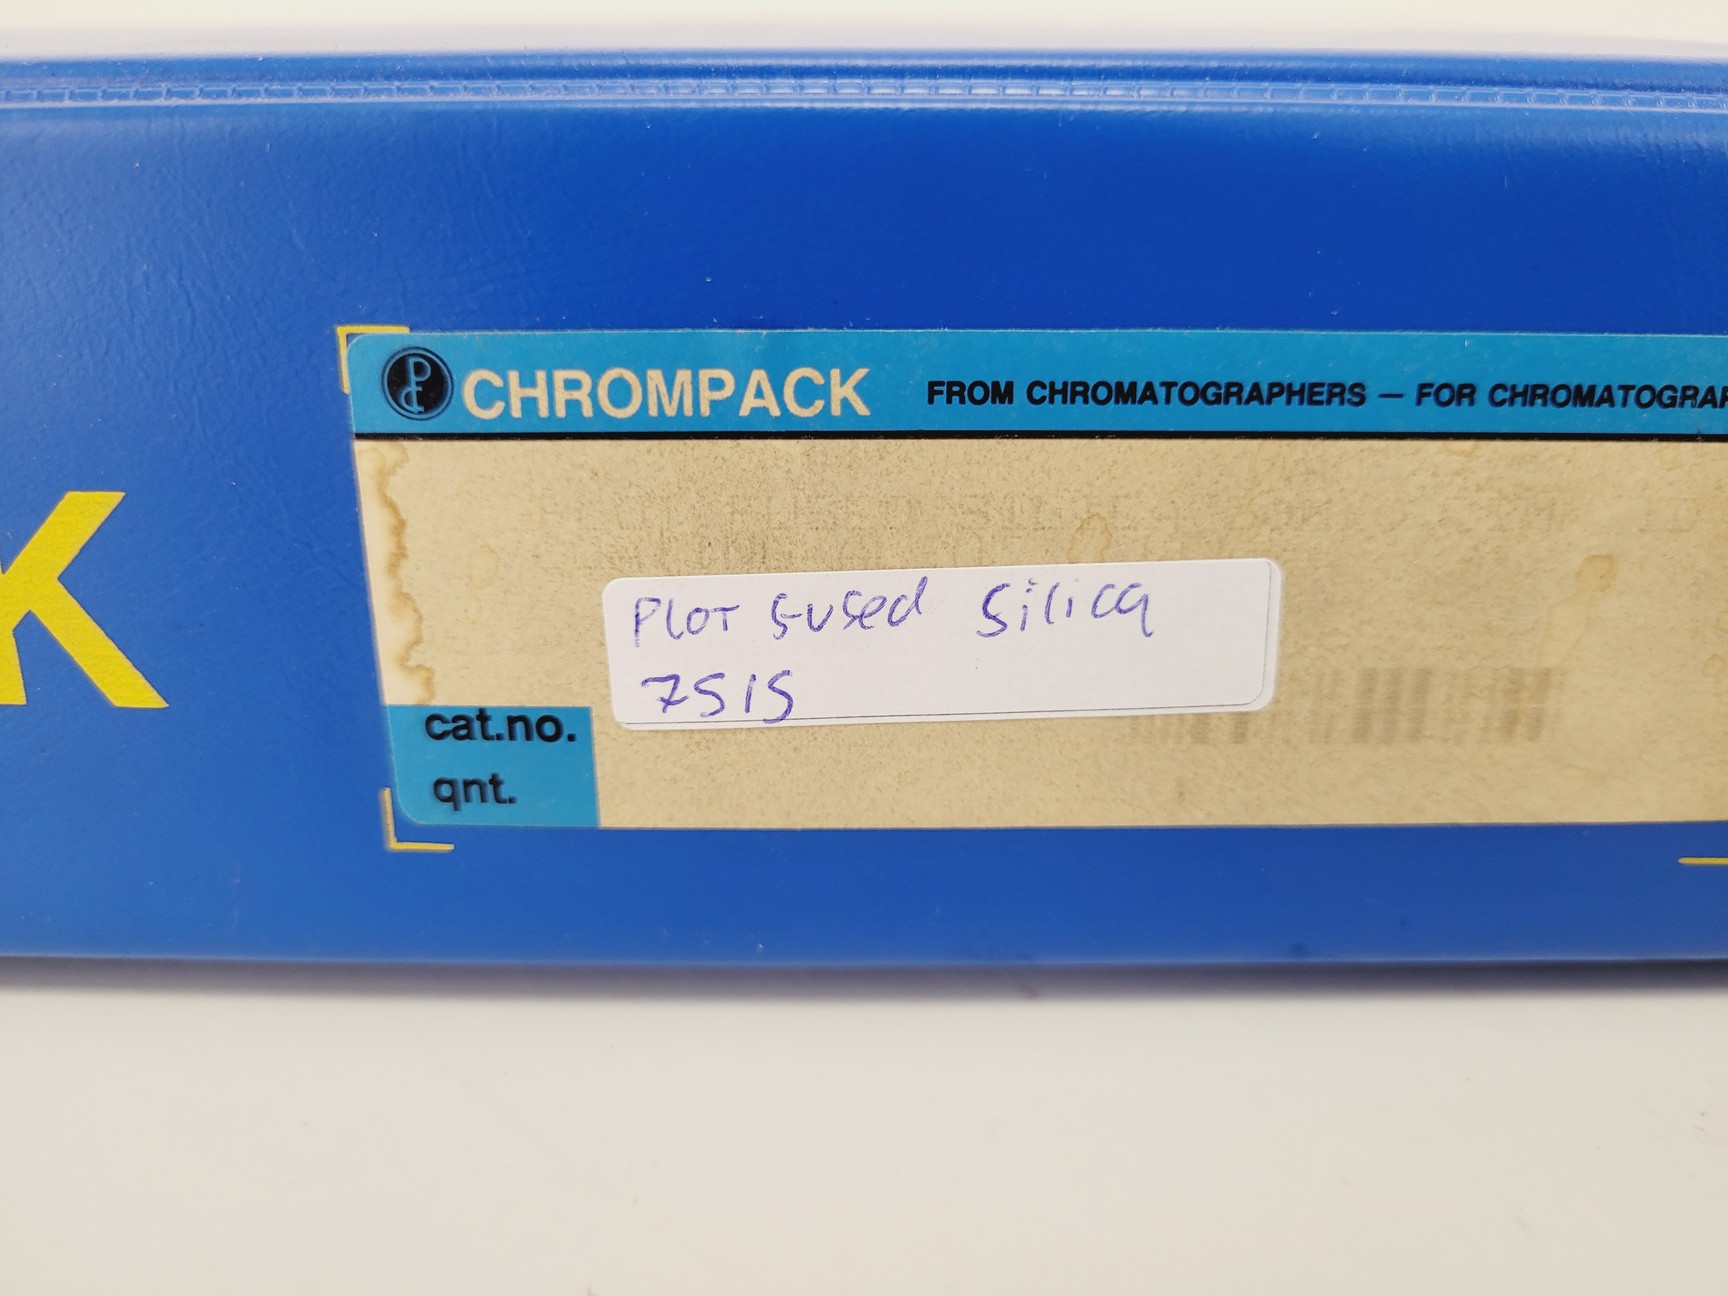 K
CHROMPACK FROM CHROMATOGRAPHERS — FOR CHROMATOGRAP
PLOT fused Silica
7515
cat.no.
qnt.